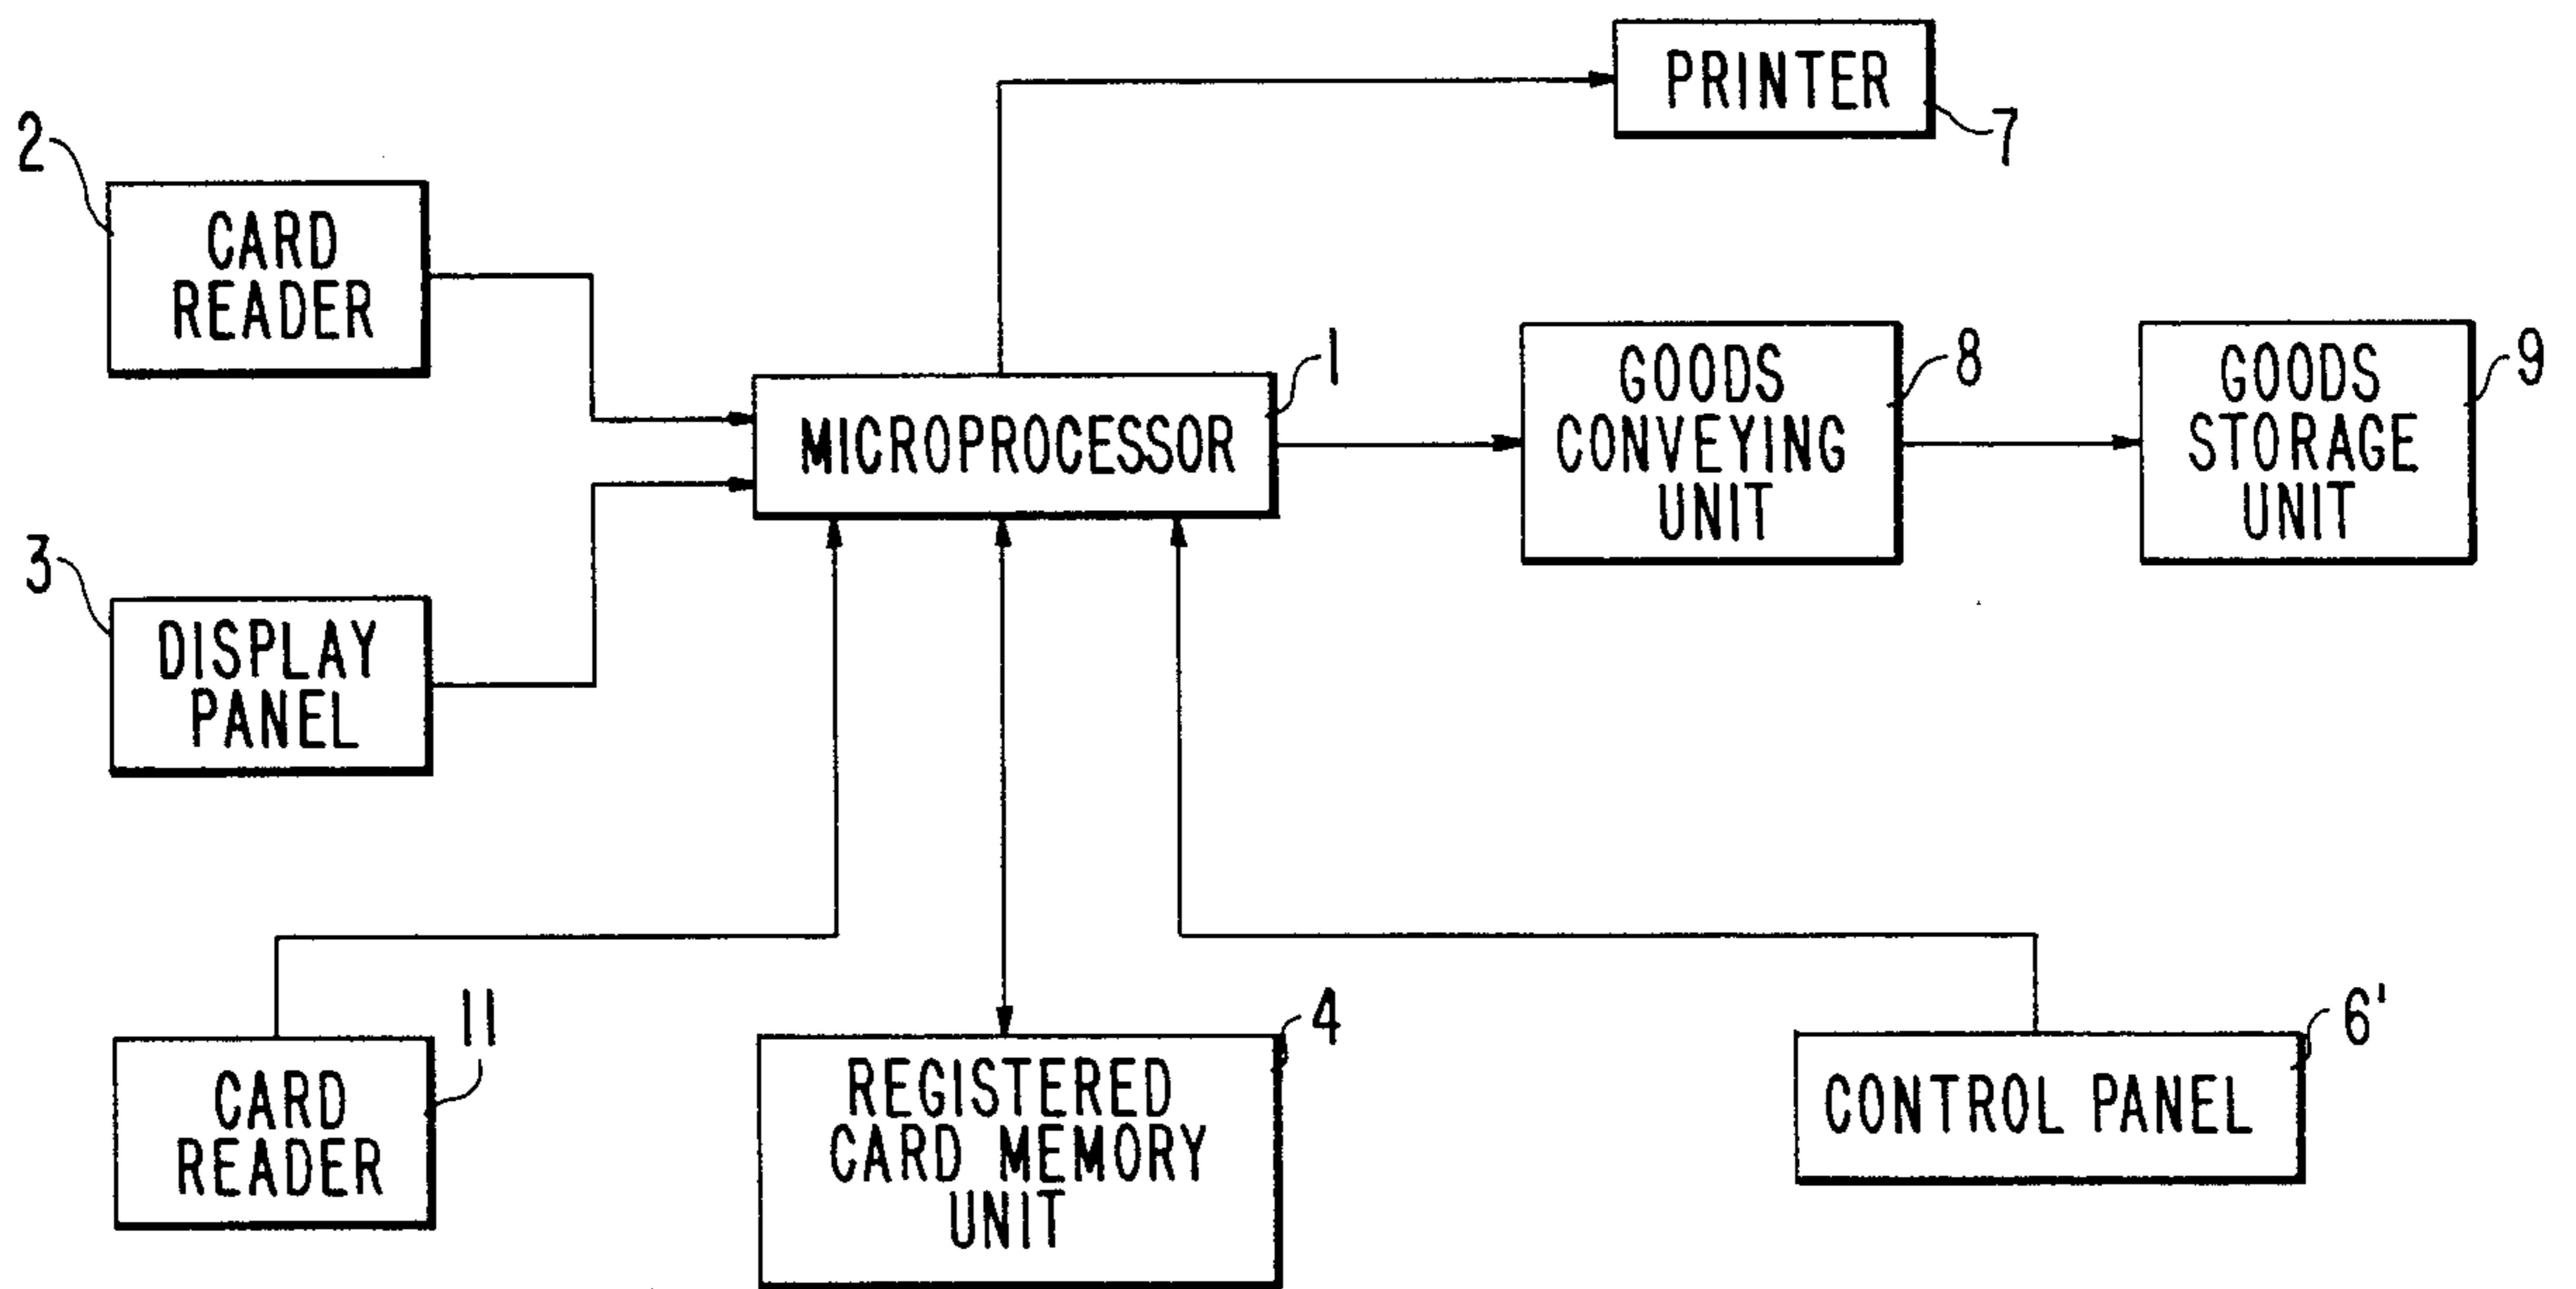 PRINTER
7
2
CARD
READER
1
MICROPROCESSOR
GOODS
CONVEYING
UNIT
8
GOODS
STORAGE
UNIT
9
3
DISPLAY
PANEL
11
CARD
READER
4
REGISTERED
CARD MEMORY
UNIT
6'
CONTROL PANEL